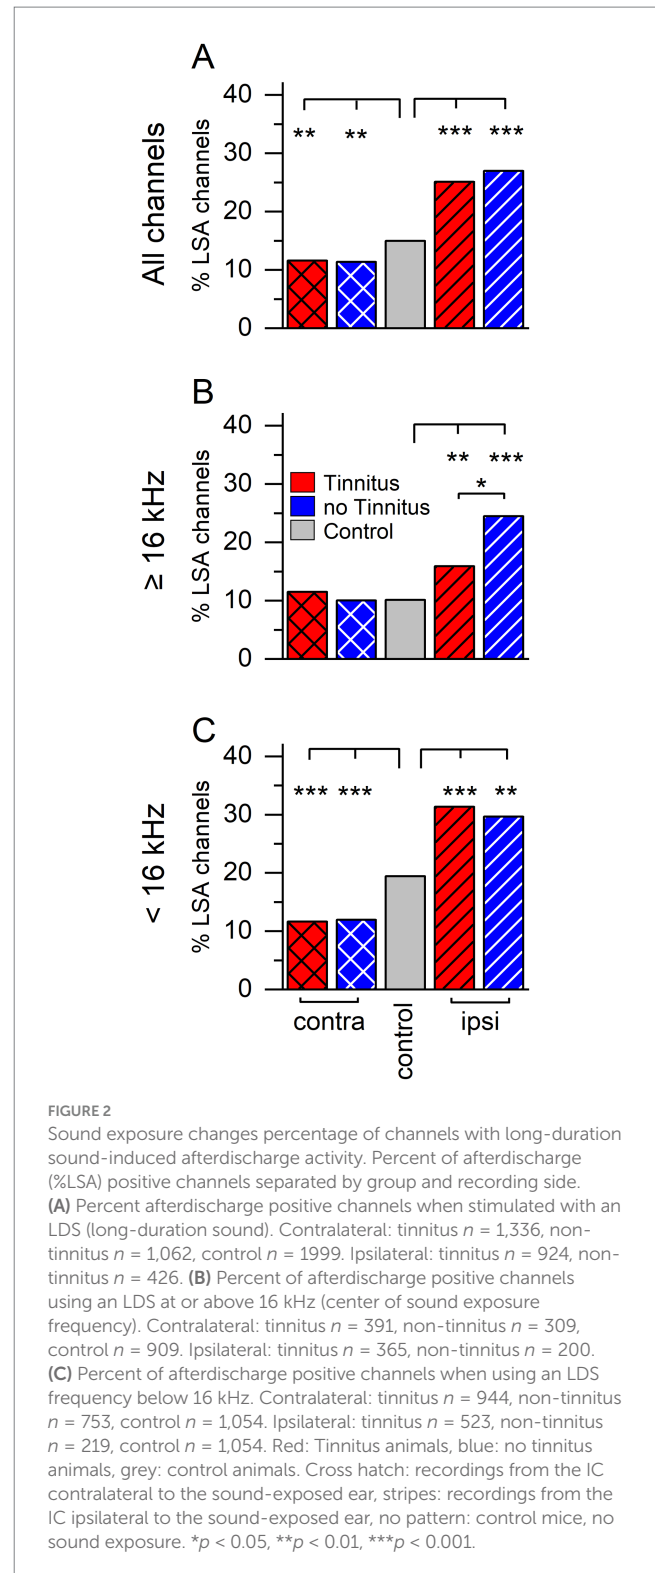 A
All channels
% LSA channels
40
30
20
10
0
** ** *** ***
B
≥ 16 kHz
% LSA channels
40
30
20
10
0
** ***
*
Tinnitus
no Tinnitus
Control
C
< 16 kHz
% LSA channels
40
30
20
10
0
*** *** *** **
contra control ipsi
FIGURE 2
Sound exposure changes percentage of channels with long-duration
sound-induced afterdischarge activity. Percent of afterdischarge
(%LSA) positive channels separated by group and recording side.
(A) Percent afterdischarge positive channels when stimulated with an
LDS (long-duration sound). Contralateral: tinnitus n = 1,336, non-
tinnitus n = 1,062, control n = 1999. Ipsilateral: tinnitus n = 924, non-
tinnitus n = 426. (B) Percent of afterdischarge positive channels
using an LDS at or above 16 kHz (center of sound exposure
frequency). Contralateral: tinnitus n = 391, non-tinnitus n = 309,
control n = 909. Ipsilateral: tinnitus n = 365, non-tinnitus n = 200.
(C) Percent of afterdischarge positive channels when using an LDS
frequency below 16 kHz. Contralateral: tinnitus n = 944, non-tinnitus
n = 753, control n = 1,054. Ipsilateral: tinnitus n = 523, non-tinnitus
n = 219, control n = 1,054. Red: Tinnitus animals, blue: no tinnitus
animals, grey: control animals. Cross hatch: recordings from the IC
contralateral to the sound-exposed ear, stripes: recordings from the
IC ipsilateral to the sound-exposed ear, no pattern: control mice, no
sound exposure. *p < 0.05, **p < 0.01, ***p < 0.001.